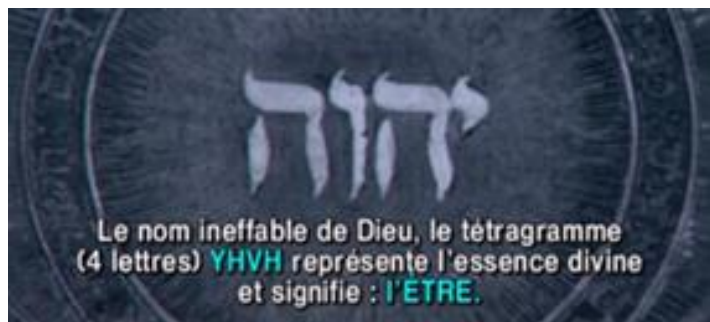 יהוה
Le nom ineffable de Dieu, le tétragramme
(4 lettres) YHVH représente l'essence divine
et signifie : l'ÊTRE.